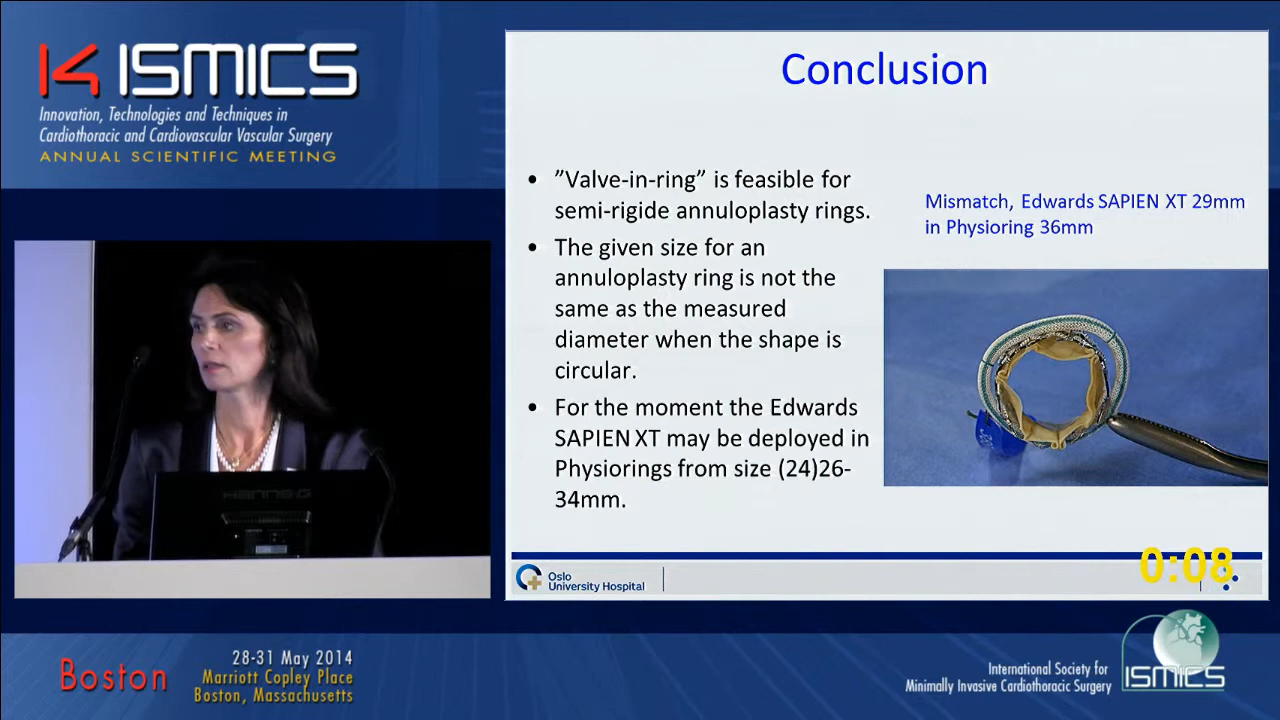 14 ISMICS
Innovation, Technologies and Techniques in
Cardiothoracic and Cardiovascular Vascular Surgery
ANNUAL SCIENTIFIC MEETING
Conclusion
• ”Valve-in-ring” is feasible for
semi-rigide annuloplasty rings.
• The given size for an
annuloplasty ring is not the
same as the measured
diameter when the shape is
circular.
• For the moment the Edwards
SAPIEN XT may be deployed in
Physiorings from size (24)26-
34mm.
Mismatch, Edwards SAPIEN XT 29mm
in Physioring 36mm
HANNS-G
Oslo
University Hospital
0:08
Boston
28-31 May 2014
Marriott Copley Place
Boston, Massachusetts
International Society for
Minimally Invasive Cardiothoracic Surgery
ISMICS